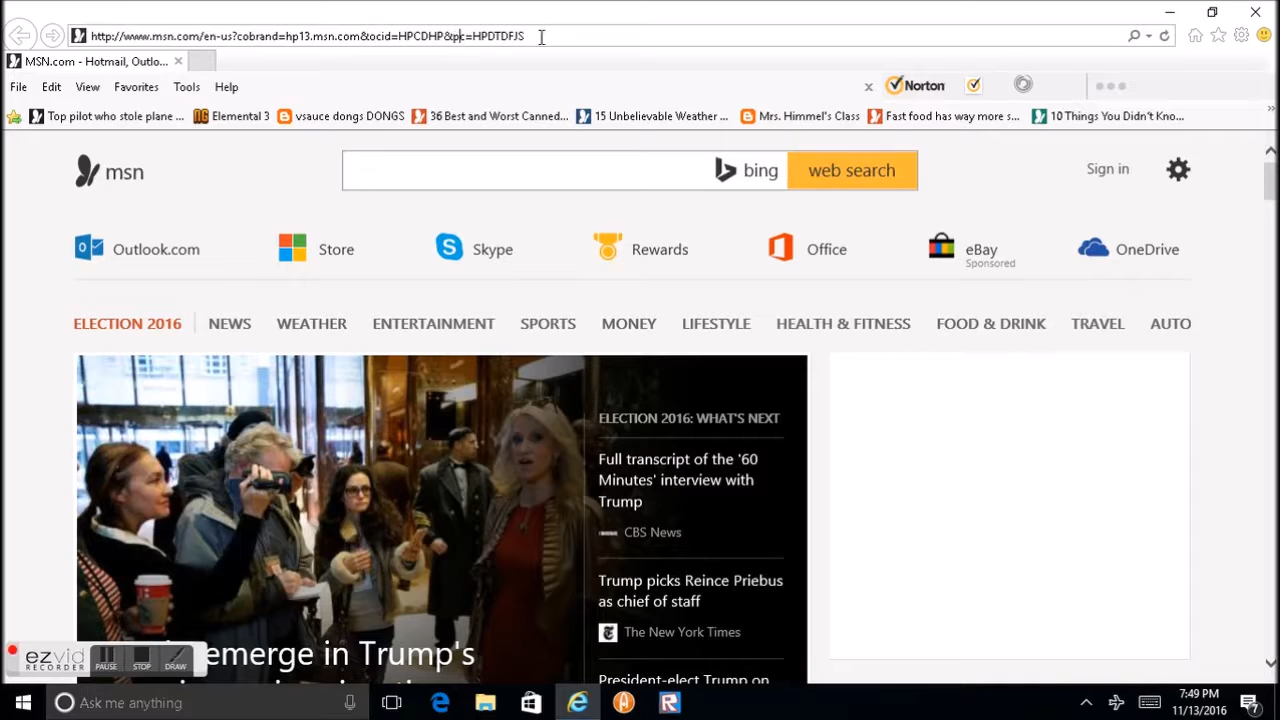 http://www.msn.com/en-us?cobrand=hp13.msn.com&ocid=HPCDHP&pc=HPDTDFJS
MSN.com - Hotmail, Outlo...
File Edit View Favorites Tools Help
x Norton
Top pilot who stole plane ... Elemental 3 vsauce dongs DONGS 36 Best and Worst Canned... 15 Unbelievable Weather ... Mrs. Himmel's Class Fast food has way more s... 10 Things You Didn't Know...
msn
bing web search
Sign in
Outlook.com Store Skype Rewards Office eBay OneDrive
Sponsored
ELECTION 2016 NEWS WEATHER ENTERTAINMENT SPORTS MONEY LIFESTYLE HEALTH & FITNESS FOOD & DRINK TRAVEL AUTO
ELECTION 2016: WHAT'S NEXT
Full transcript of the '60
Minutes' interview with
Trump
CBS News
Trump picks Reince Priebus
as chief of staff
The New York Times
President-elect Trump on
emerge in Trump's
ezvid
RECORDER
PAUSE STOP DRAW
Ask me anything
7:49 PM
11/13/2016
7